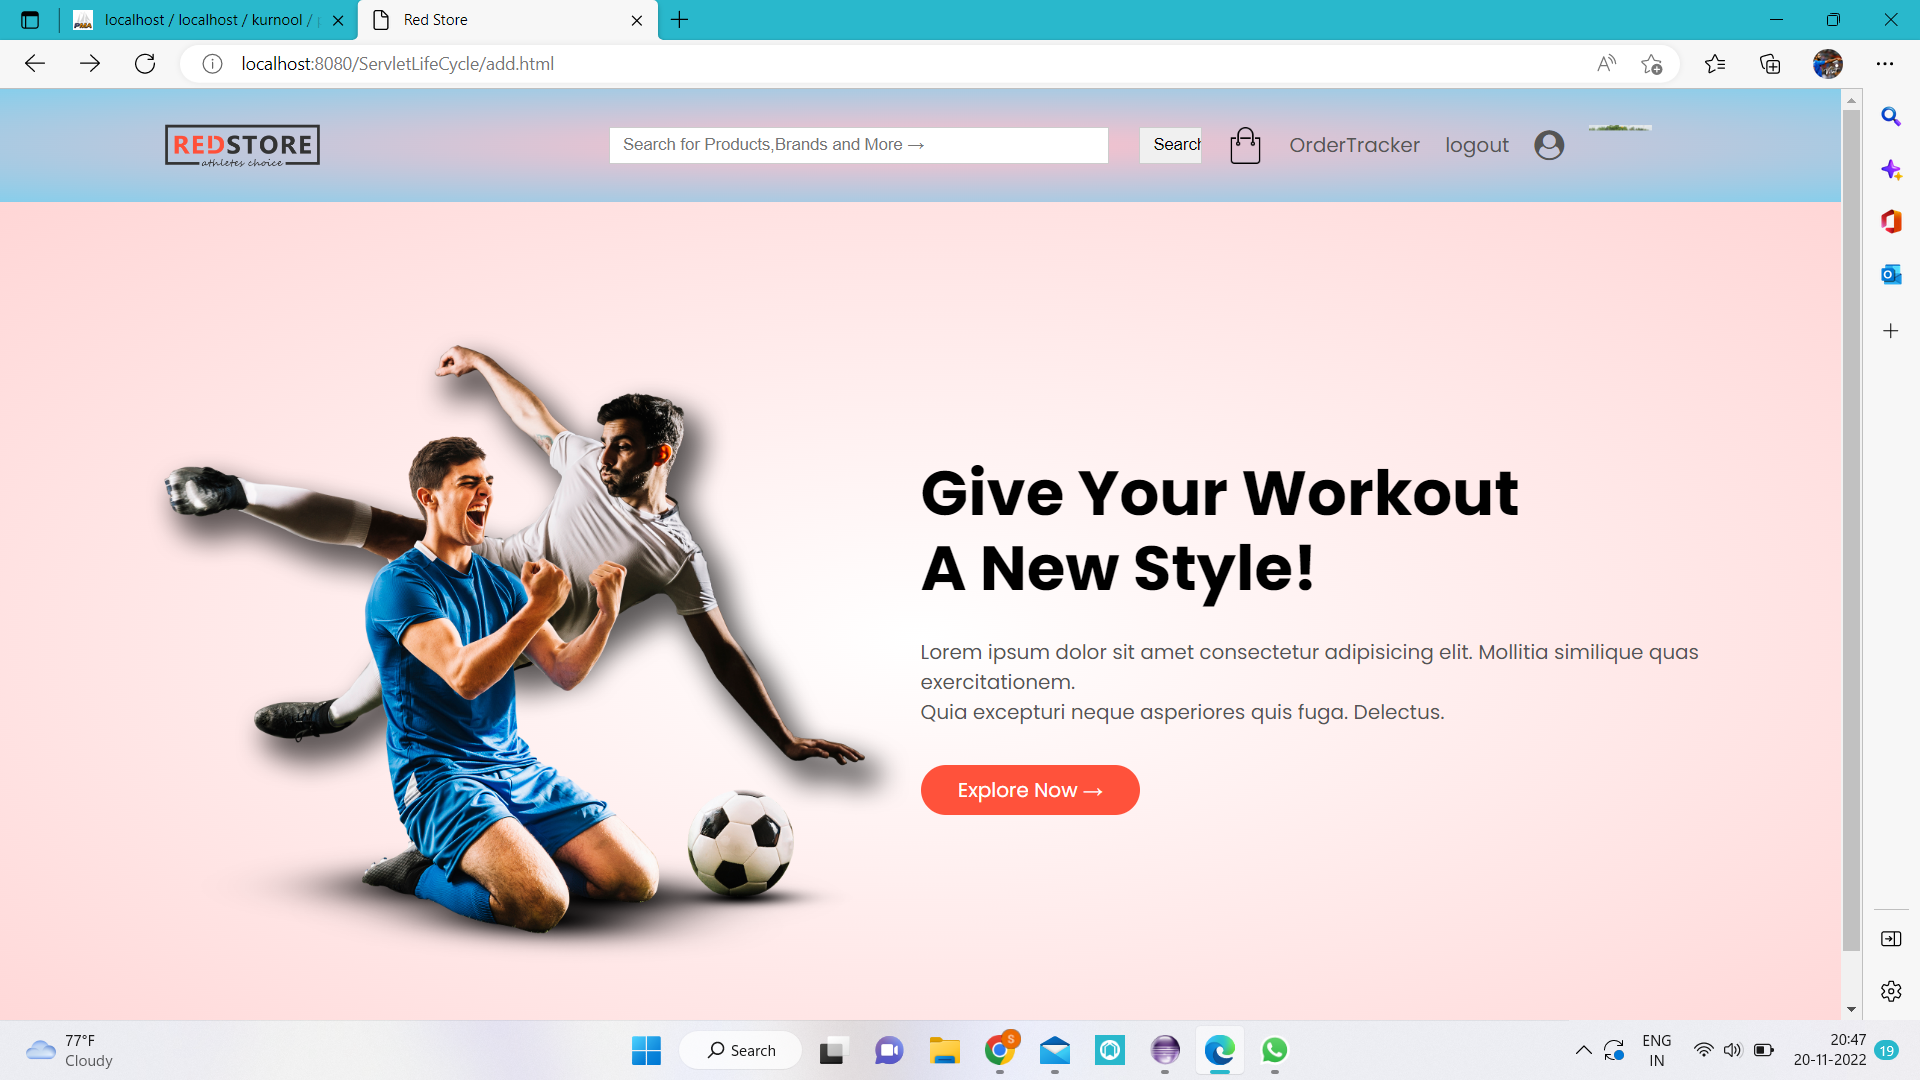 localhost / localhost / kurnool /
Red Store
localhost:8080/ServletLifeCycle/add.html
REDSTORE
athletes choice
Search for Products,Brands and More →
Search
OrderTracker
logout
Give Your Workout
A New Style!
Lorem ipsum dolor sit amet consectetur adipisicing elit. Mollitia similique quas
exercitationem.
Quia excepturi neque asperiores quis fuga. Delectus.
Explore Now →
77°F
Cloudy
Search
S
ENG
IN
20:47
20-11-2022
19